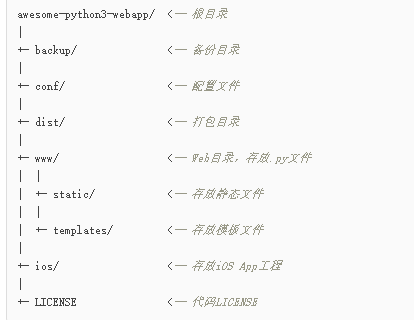 awesome-python3-webapp/  <-- 根目录
|
+- backup/               <-- 备份目录
|
+- conf/                 <-- 配置文件
|
+- dist/                 <-- 打包目录
|
+- www/                  <-- Web目录，存放.py文件
|  |
|  +- static/            <-- 存放静态文件
|  |
|  +- templates/         <-- 存放模板文件
|
+- ios/                  <-- 存放iOS App工程
|
+- LICENSE               <-- 代码LICENSE